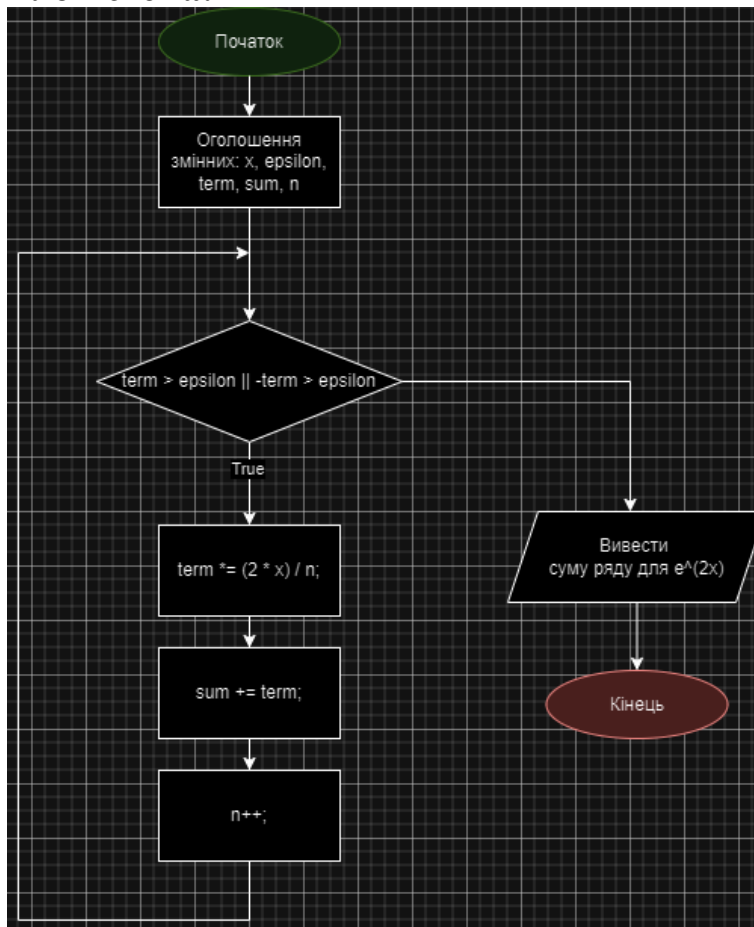 Початок
Оголошення
змінних: x, epsilon,
term, sum, n
term > epsilon || -term > epsilon
True
term *= (2 * x) / n;
Вивести
суму ряду для e^(2x)
sum += term;
Кінець
n++;